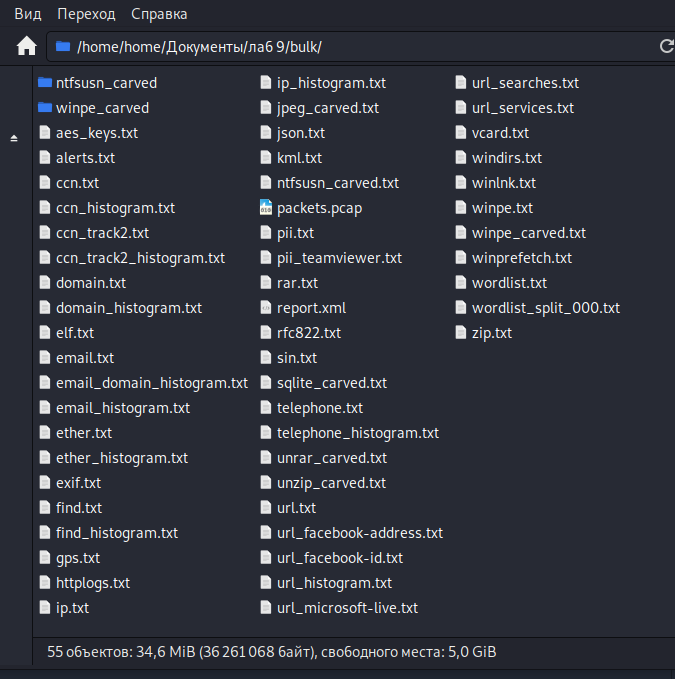 Вид Переход Справка
/home/home/Документы/лаб 9/bulk/
ntfsusn_carved
winpe_carved
aes_keys.txt
alerts.txt
ccn.txt
ccn_histogram.txt
ccn_track2.txt
ccn_track2_histogram.txt
domain.txt
domain_histogram.txt
elf.txt
email.txt
email_domain_histogram.txt
email_histogram.txt
ether.txt
ether_histogram.txt
exif.txt
find.txt
find_histogram.txt
gps.txt
httplogs.txt
ip.txt
ip_histogram.txt
jpeg_carved.txt
json.txt
kml.txt
ntfsusn_carved.txt
packets.pcap
pii.txt
pii_teamviewer.txt
rar.txt
report.xml
rfc822.txt
sin.txt
sqlite_carved.txt
telephone.txt
telephone_histogram.txt
unrar_carved.txt
unzip_carved.txt
url.txt
url_facebook-address.txt
url_facebook-id.txt
url_histogram.txt
url_microsoft-live.txt
url_searches.txt
url_services.txt
vcard.txt
windirs.txt
winlnk.txt
winpe.txt
winpe_carved.txt
winprefetch.txt
wordlist.txt
wordlist_split_000.txt
zip.txt
55 объектов: 34,6 MiB (36 261 068 байт), свободного места: 5,0 GiB